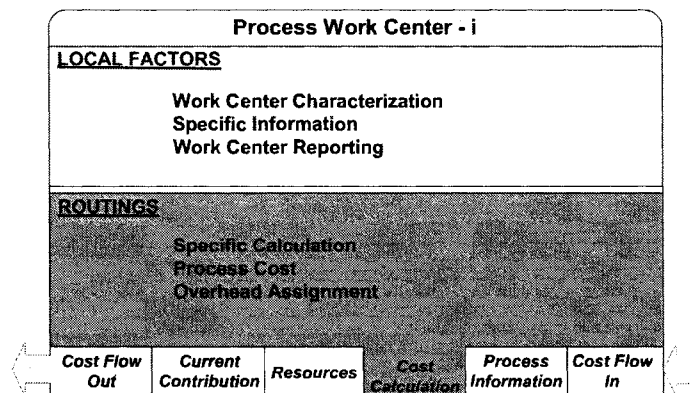 Process Work Center - i
LOCAL FACTORS
Work Center Characterization
Specific Information
Work Center Reporting
ROUTINGS
Specific Calculation
Process Cost
Overhead Assignment
Cost Flow
Out
Current
Contribution
Resources
Cost
Calculation
Process
Information
Cost Flow
In